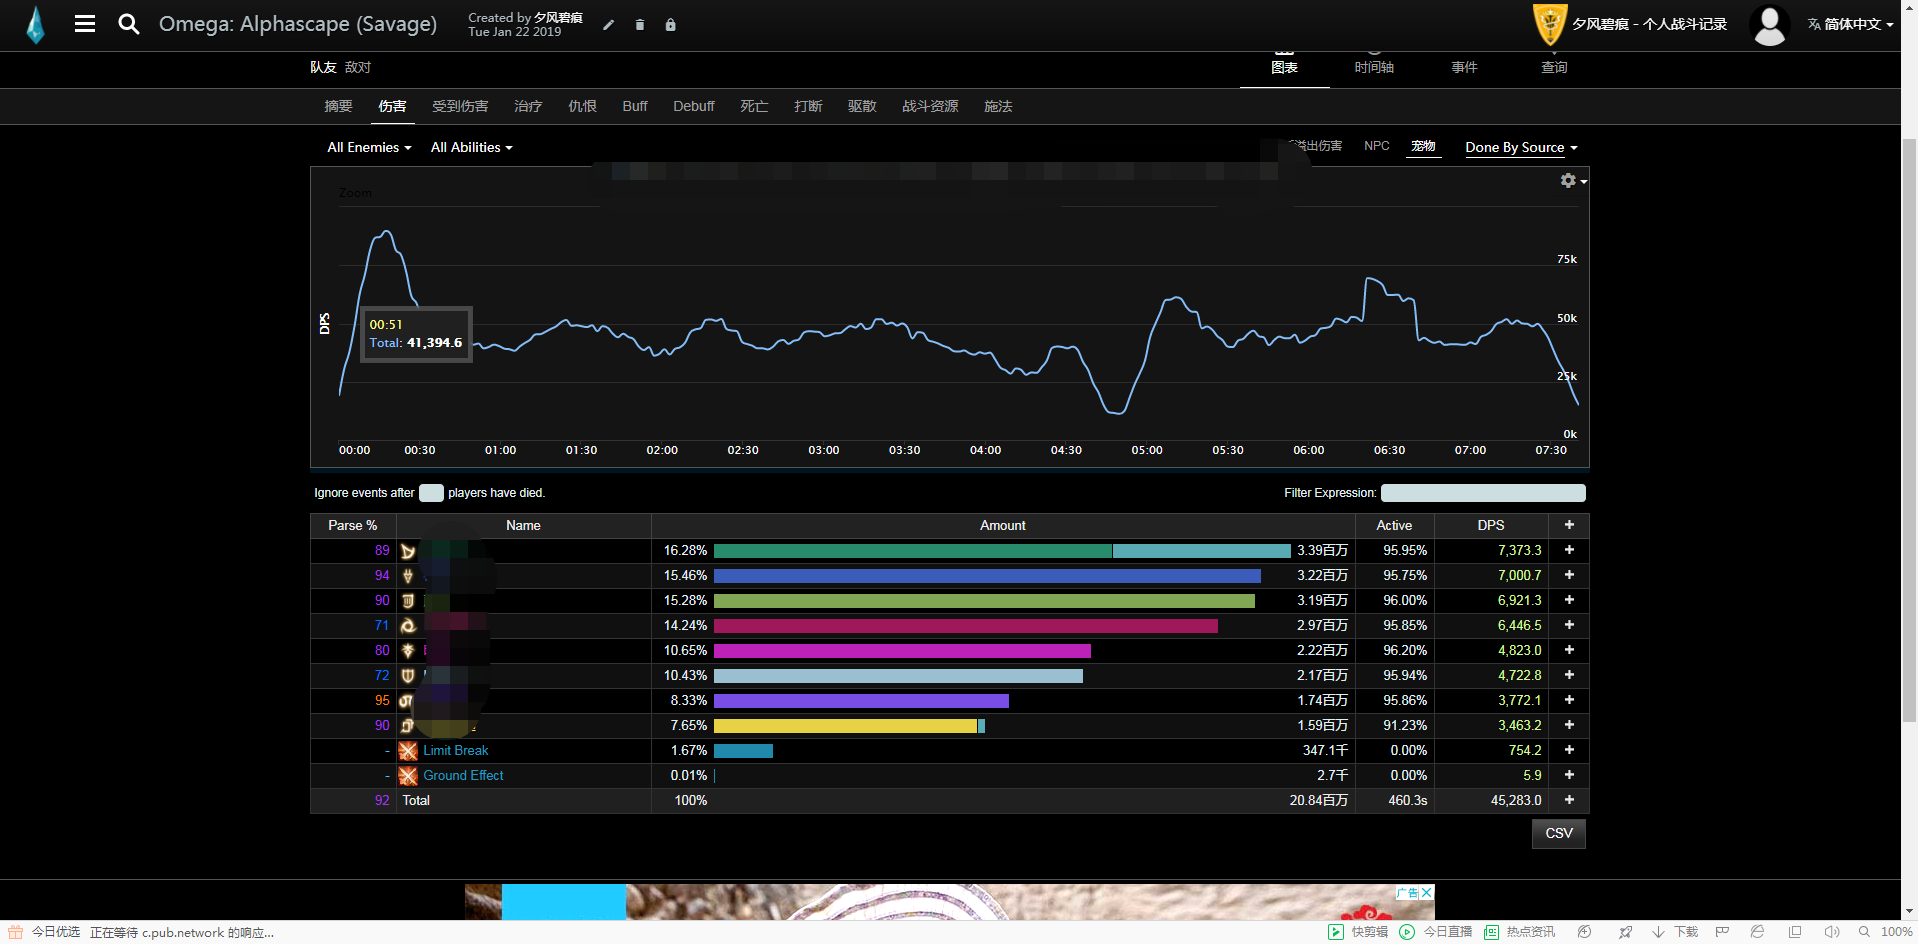 Omega: Alphascape (Savage)
Created by 夕风碧痕
Tue Jan 22 2019
夕风碧痕 - 个人战斗记录
简体中文
队友 敌对
图表 时间轴 事件 查询
摘要 伤害 受到伤害 治疗 仇恨 Buff Debuff 死亡 打断 驱散 战斗资源 施法
All Enemies All Abilities
溢出伤害 NPC 宠物 Done By Source
Zoom
75k
50k
25k
0k
DPS
00:51
Total: 41,394.6
00:00 00:30 01:00 01:30 02:00 02:30 03:00 03:30 04:00 04:30 05:00 05:30 06:00 06:30 07:00 07:30
Ignore events after players have died.
Filter Expression:
Parse % Name Amount Active DPS +
89 16.28% 3.39百万 95.95% 7,373.3 +
94 15.46% 3.22百万 95.75% 7,000.7 +
90 15.28% 3.19百万 96.00% 6,921.3 +
71 14.24% 2.97百万 95.85% 6,446.5 +
80 10.65% 2.22百万 96.20% 4,823.0 +
72 10.43% 2.17百万 95.94% 4,722.8 +
95 8.33% 1.74百万 95.86% 3,772.1 +
90 7.65% 1.59百万 91.23% 3,463.2 +
- Limit Break 1.67% 347.1千 0.00% 754.2 +
- Ground Effect 0.01% 2.7千 0.00% 5.9 +
92 Total 100% 20.84百万 460.3s 45,283.0 +
CSV
广告
今日优选 正在等待 c.pub.network 的响应...
快剪辑 今日直播 热点资讯 下载 100%